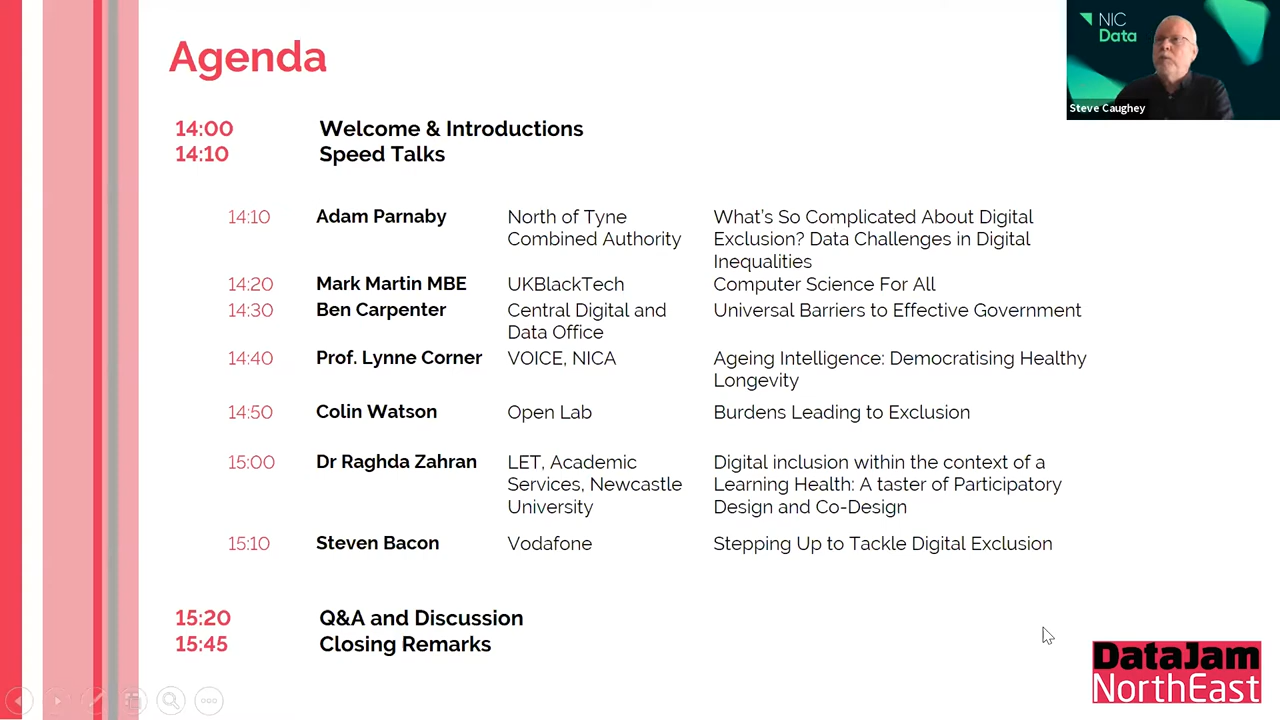 Agenda
NIC
Data
Steve Caughey
14:00 Welcome & Introductions
14:10 Speed Talks
14:10 Adam Parnaby North of Tyne What’s So Complicated About Digital
Combined Authority Exclusion? Data Challenges in Digital
Inequalities
14:20 Mark Martin MBE UKBlackTech Computer Science For All
14:30 Ben Carpenter Central Digital and Universal Barriers to Effective Government
Data Office
14:40 Prof. Lynne Corner VOICE, NICA Ageing Intelligence: Democratising Healthy
Longevity
14:50 Colin Watson Open Lab Burdens Leading to Exclusion
15:00 Dr Raghda Zahran LET, Academic Digital inclusion within the context of a
Services, Newcastle Learning Health: A taster of Participatory
University Design and Co-Design
15:10 Steven Bacon Vodafone Stepping Up to Tackle Digital Exclusion
15:20 Q&A and Discussion
15:45 Closing Remarks
DataJam
NorthEast